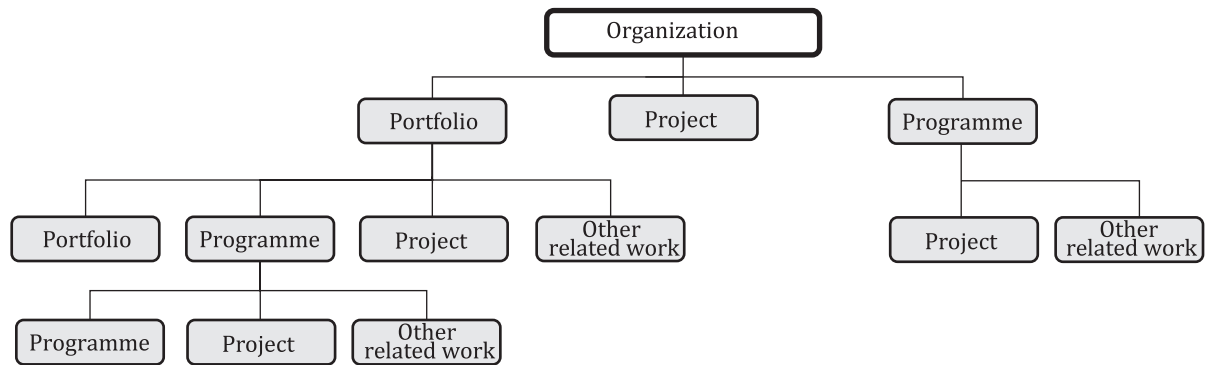 Organization
Portfolio
Project
Programme
Portfolio
Programme
Project
Other
related work
Project
Other
related work
Programme
Project
Other
related work